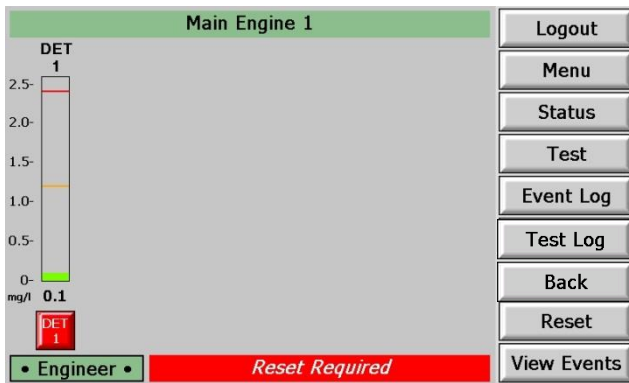 Main Engine 1
DET
1
2.5-
2.0-
1.5-
1.0-
0.5-
0-
mg/l 0.1
DET
1
• Engineer •
Reset Required
Logout
Menu
Status
Test
Event Log
Test Log
Back
Reset
View Events